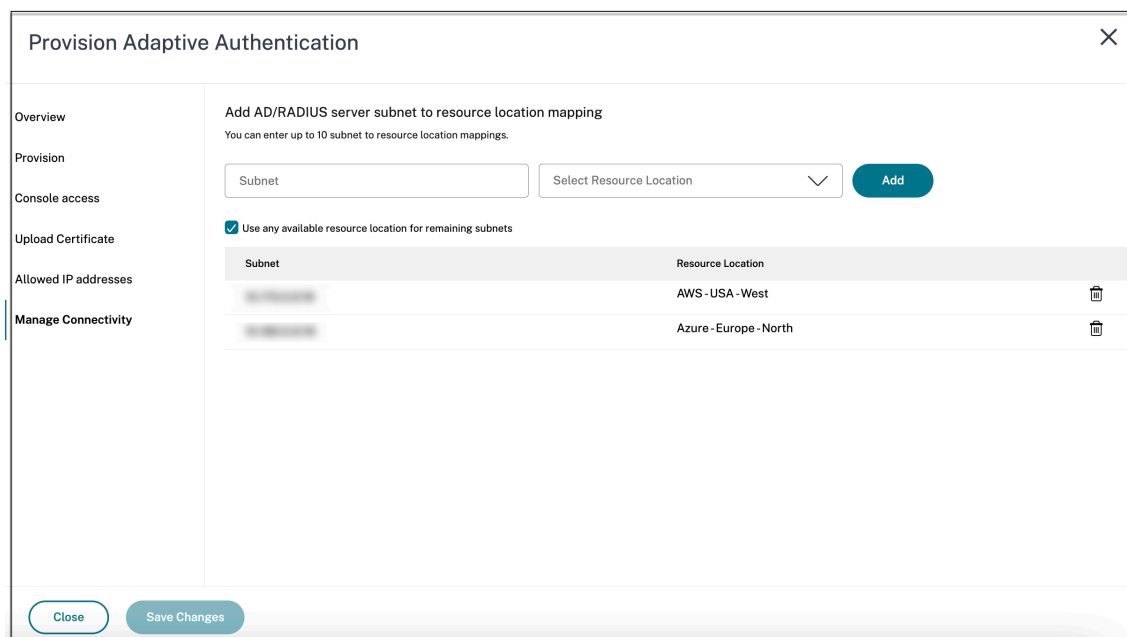 Provision Adaptive Authentication
Overview
Provision
Console access
Upload Certificate
Allowed IP addresses
Manage Connectivity
Add AD/RADIUS server subnet to resource location mapping
You can enter up to 10 subnet to resource location mappings.
Subnet
Select Resource Location
Add
Use any available resource location for remaining subnets
Subnet Resource Location
AWS-USA-West
Azure-Europe-North
Close Save Changes